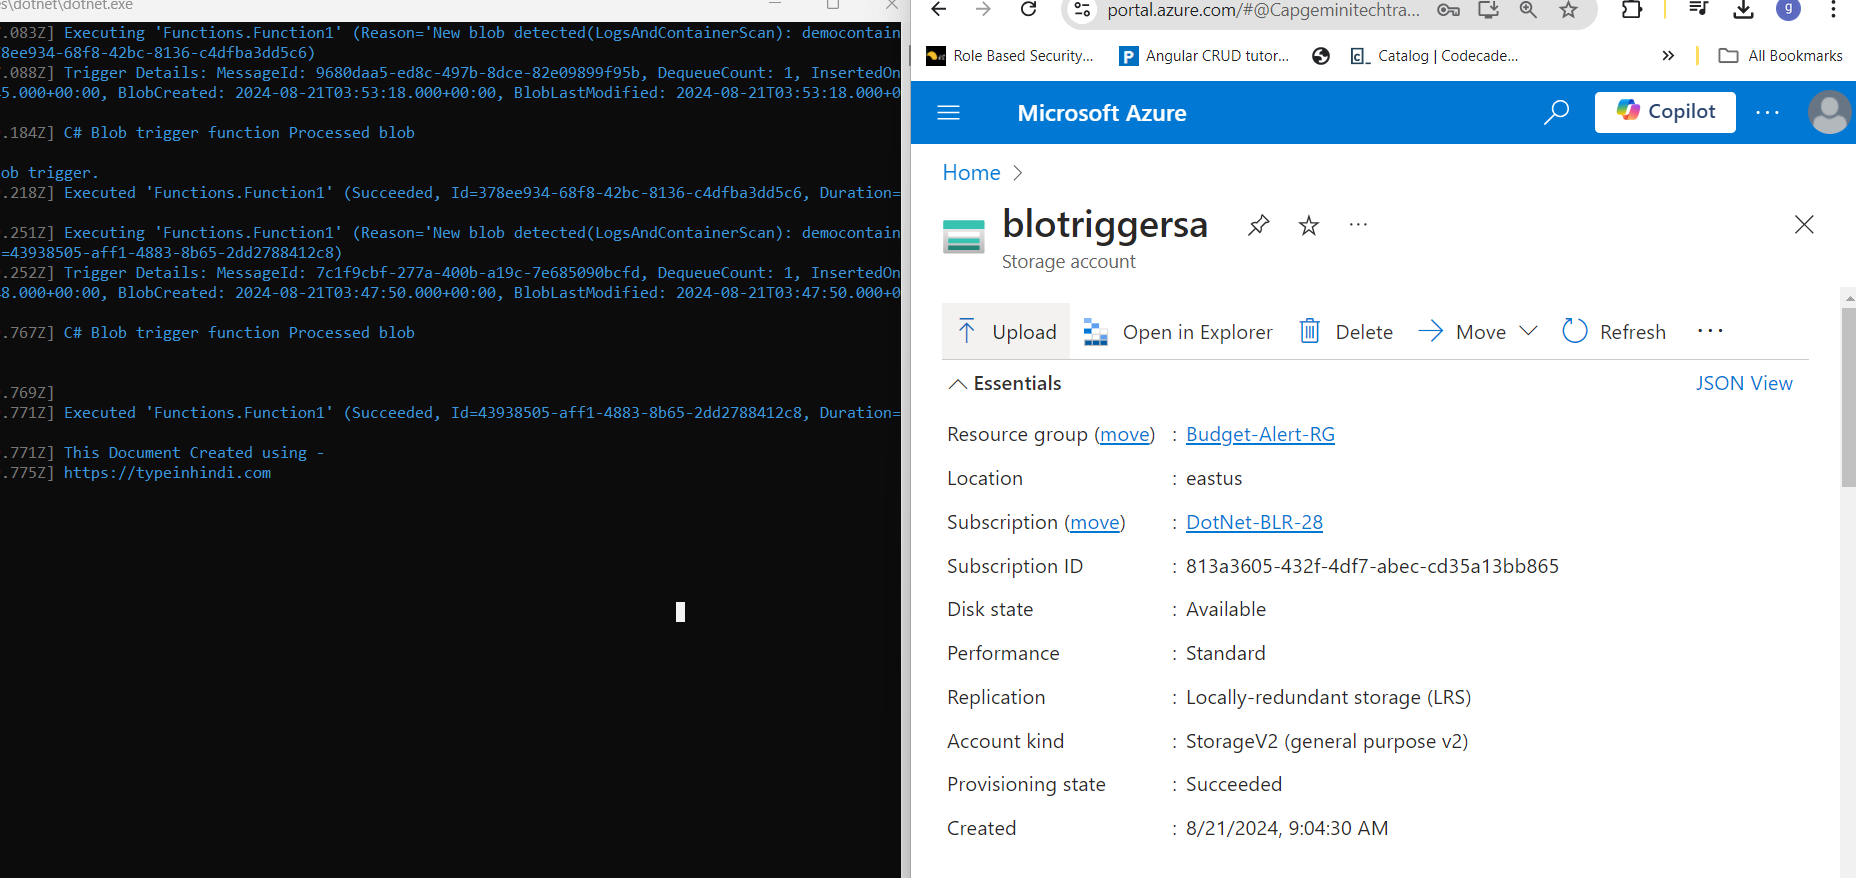 es\dotnet\dotnet.exe
.083Z] Executing 'Functions.Function1' (Reason='New blob detected(LogsAndContainerScan): democontain
78ee934-68f8-42bc-8136-c4dfba3dd5c6)
.088Z] Trigger Details: MessageId: 9680daa5-ed8c-497b-8dce-82e09899f95b, DequeueCount: 1, InsertedOn
5.000+00:00, BlobCreated: 2024-08-21T03:53:18.000+00:00, BlobLastModified: 2024-08-21T03:53:18.000+0
.184Z] C# Blob trigger function Processed blob
ob trigger.
.218Z] Executed 'Functions.Function1' (Succeeded, Id=378ee934-68f8-42bc-8136-c4dfba3dd5c6, Duration=
.251Z] Executing 'Functions.Function1' (Reason='New blob detected(LogsAndContainerScan): democontain
=43938505-aff1-4883-8b65-2dd2788412c8)
.252Z] Trigger Details: MessageId: 7c1f9cbf-277a-400b-a19c-7e685090bcfd, DequeueCount: 1, InsertedOn
8.000+00:00, BlobCreated: 2024-08-21T03:47:50.000+00:00, BlobLastModified: 2024-08-21T03:47:50.000+0
.767Z] C# Blob trigger function Processed blob
.769Z]
.771Z] Executed 'Functions.Function1' (Succeeded, Id=43938505-aff1-4883-8b65-2dd2788412c8, Duration=
.771Z] This Document Created using -
.775Z] https://typeinhindi.com
portal.azure.com/#@Capgeminitechtra...
g
Role Based Security...
P Angular CRUD tutor...
Catalog | Codecade...
» All Bookmarks
Microsoft Azure
Copilot
Home >
blotriggersa
Storage account
Upload Open in Explorer Delete Move Refresh
Essentials JSON View
Resource group (move) : Budget-Alert-RG
Location : eastus
Subscription (move) : DotNet-BLR-28
Subscription ID : 813a3605-432f-4df7-abec-cd35a13bb865
Disk state : Available
Performance : Standard
Replication : Locally-redundant storage (LRS)
Account kind : StorageV2 (general purpose v2)
Provisioning state : Succeeded
Created : 8/21/2024, 9:04:30 AM